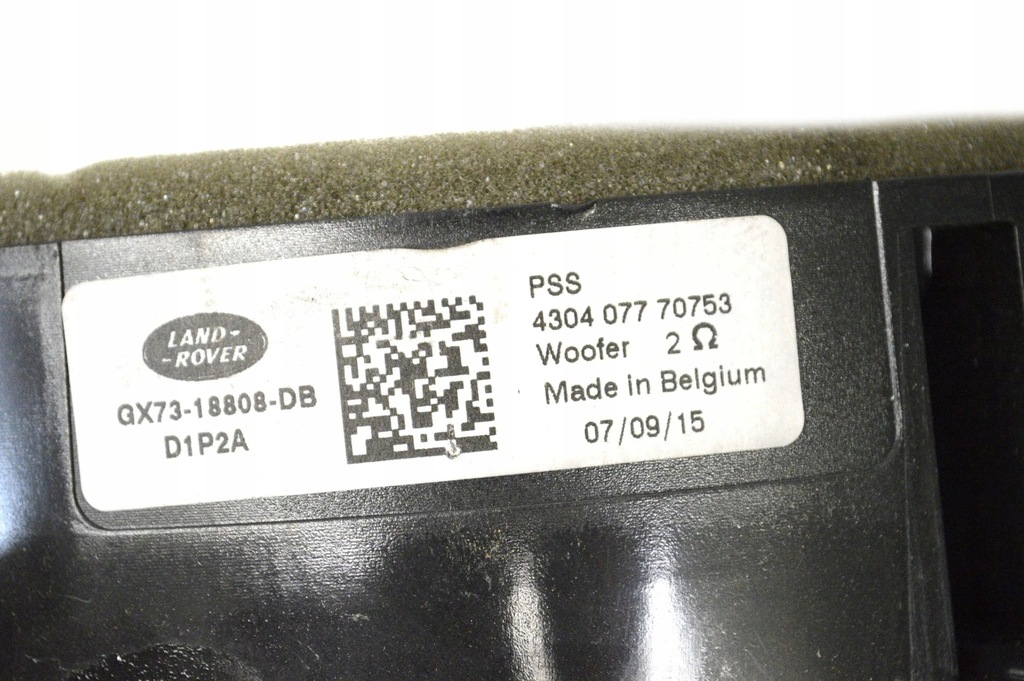 LAND-
-ROVER
GX73-18808-DB
D1P2A
PSS
4304 077 70753
Woofer 2 Ω
Made in Belgium
07/09/15